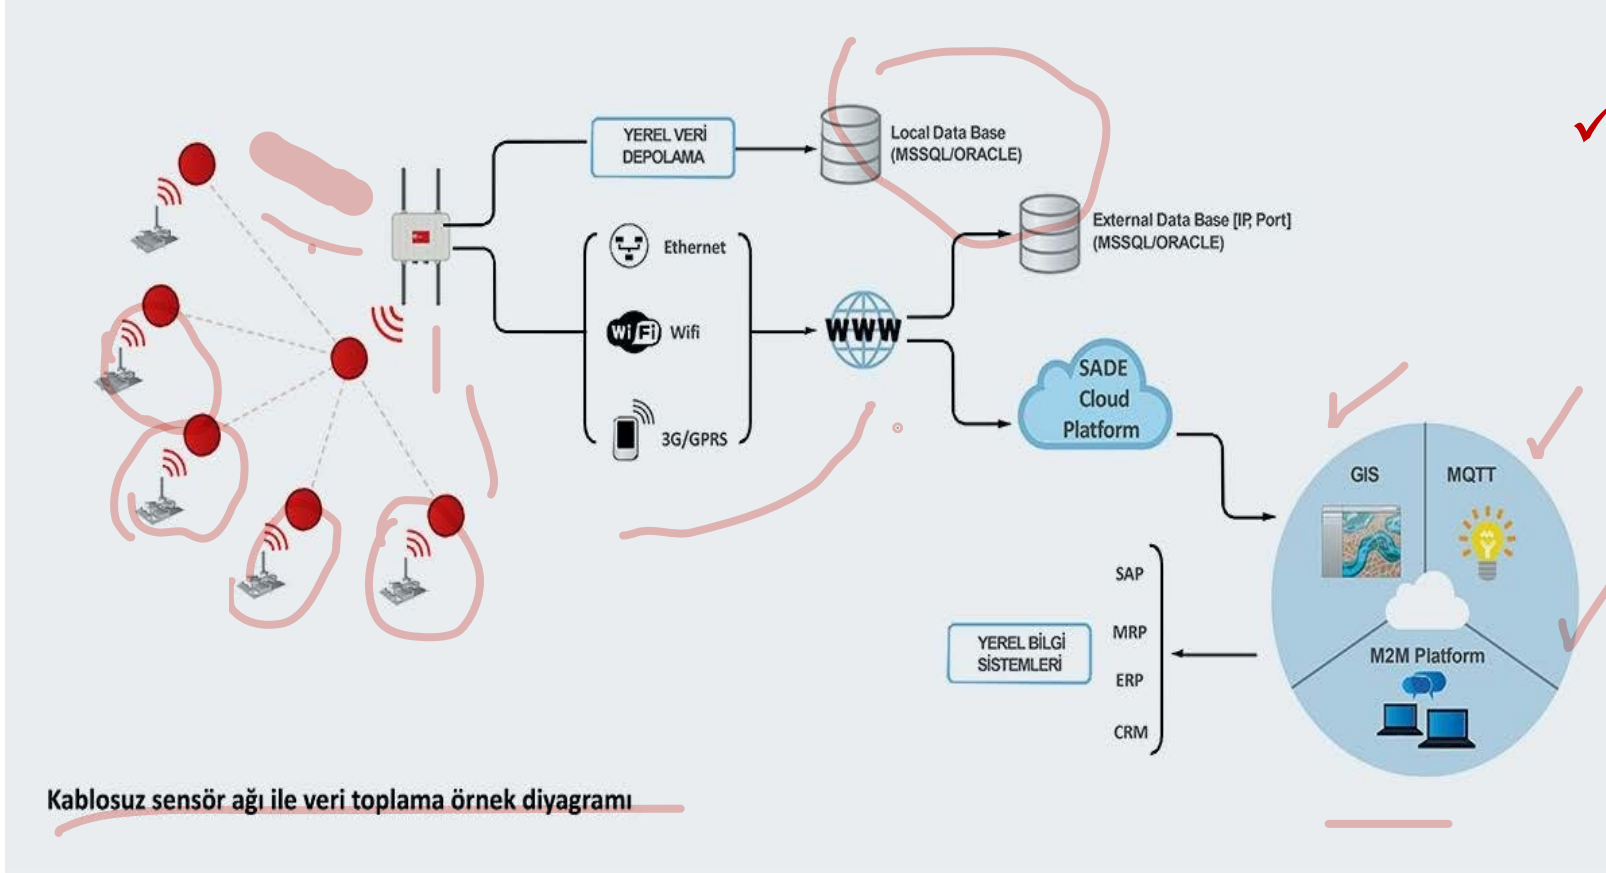 YEREL VERİ
DEPOLAMA
Local Data Base
(MSSQL/ORACLE)
External Data Base [IP, Port]
(MSSQL/ORACLE)
Ethernet
WiFi
Wifi
3G/GPRS
WWW
SADE
Cloud
Platform
GIS
MQTT
M2M Platform
SAP
MRP
ERP
CRM
YEREL BİLGİ
SİSTEMLERİ
Kablosuz sensör ağı ile veri toplama örnek diyagramı